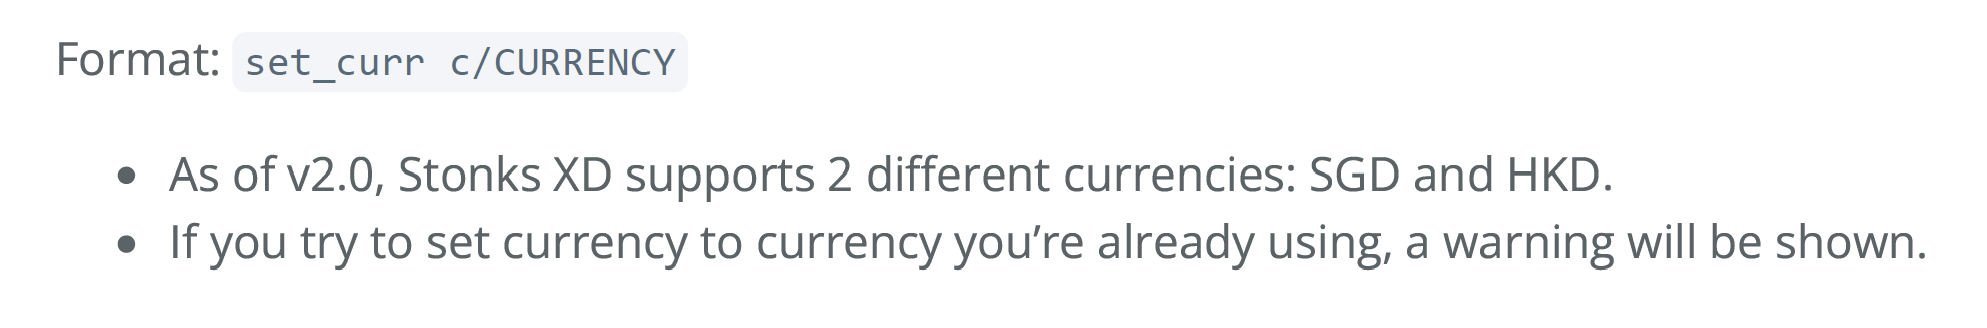 Format: set_curr c/CURRENCY
• As of v2.0, Stonks XD supports 2 different currencies: SGD and HKD.
• If you try to set currency to currency you’re already using, a warning will be shown.